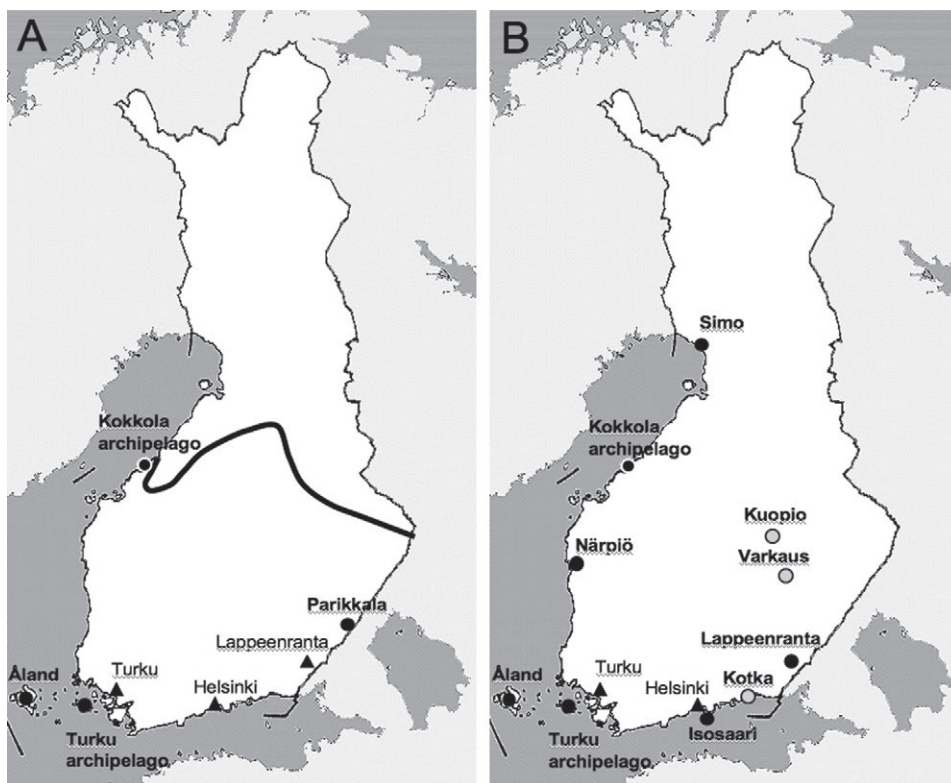 A
Kokkola
archipelago
Parikkala
Lappeenranta
Åland
Turku
Helsinki
Turku
archipelago
B
Simo
Kokkola
archipelago
Kuopio
Närpiö
Varkaus
Lappeenranta
Åland
Turku
Kotka
Helsinki
Turku
archipelago
Isosaari